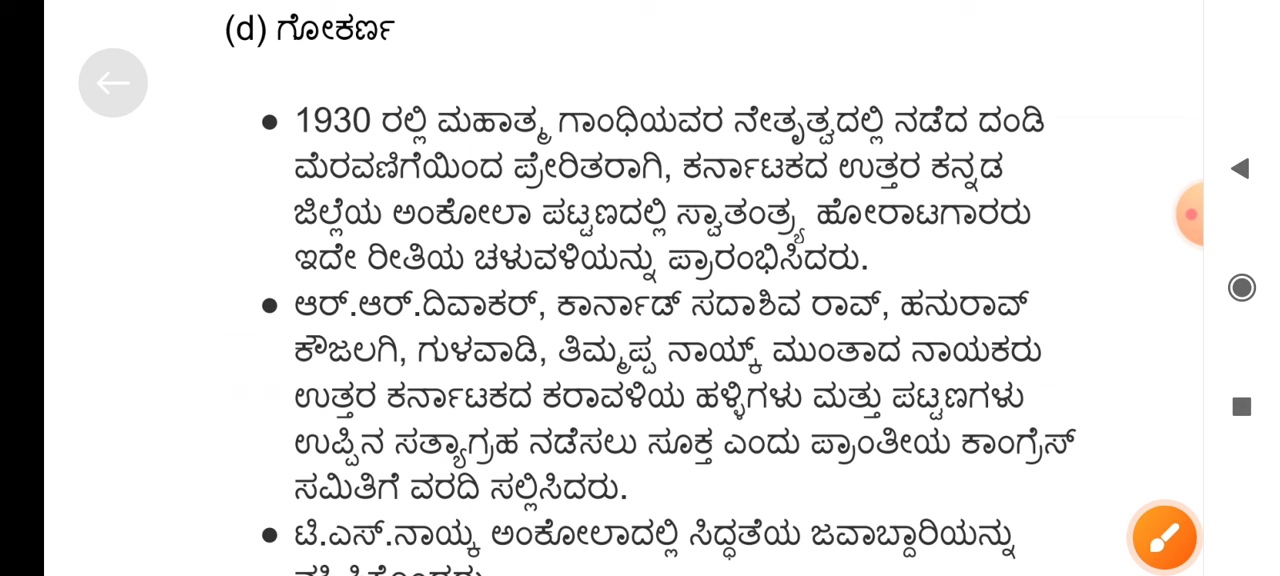 (d) ಗೋಕರ್ಣ
● 1930 ರಲ್ಲಿ ಮಹಾತ್ಮ ಗಾಂಧಿಯವರ ನೇತೃತ್ವದಲ್ಲಿ ನಡೆದ ದಂಡಿ
ಮೆರವಣಿಗೆಯಿಂದ ಪ್ರೇರಿತರಾಗಿ, ಕರ್ನಾಟಕದ ಉತ್ತರ ಕನ್ನಡ
ಜಿಲ್ಲೆಯ ಅಂಕೋಲಾ ಪಟ್ಟಣದಲ್ಲಿ ಸ್ವಾತಂತ್ರ್ಯ ಹೋರಾಟಗಾರರು
ಇದೇ ರೀತಿಯ ಚಳುವಳಿಯನ್ನು ಪ್ರಾರಂಭಿಸಿದರು.
● ಆರ್.ಆರ್.ದಿವಾಕರ್, ಕಾರ್ನಾಡ್ ಸದಾಶಿವ ರಾವ್, ಹನುರಾವ್
ಕೌಜಲಗಿ, ಗುಳವಾಡಿ, ತಿಮ್ಮಪ್ಪ ನಾಯ್ಕ್ ಮುಂತಾದ ನಾಯಕರು
ಉತ್ತರ ಕರ್ನಾಟಕದ ಕರಾವಳಿಯ ಹಳ್ಳಿಗಳು ಮತ್ತು ಪಟ್ಟಣಗಳು
ಉಪ್ಪಿನ ಸತ್ಯಾಗ್ರಹ ನಡೆಸಲು ಸೂಕ್ತ ಎಂದು ಪ್ರಾಂತೀಯ ಕಾಂಗ್ರೆಸ್
ಸಮಿತಿಗೆ ವರದಿ ಸಲ್ಲಿಸಿದರು.
● ಟಿ.ಎಸ್.ನಾಯ್ಕ ಅಂಕೋಲಾದಲ್ಲಿ ಸಿದ್ಧತೆಯ ಜವಾಬ್ದಾರಿಯನ್ನು